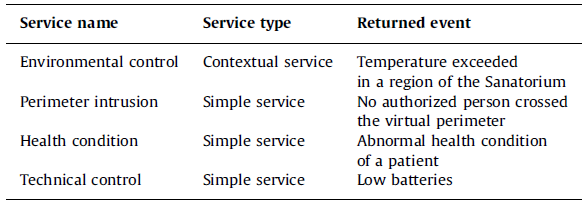 Service name Service type Returned event
Environmental control Contextual service Temperature exceeded
in a region of the Sanatorium
Perimeter intrusion Simple service No authorized person crossed
the virtual perimeter
Health condition Simple service Abnormal health condition
of a patient
Technical control Simple service Low batteries